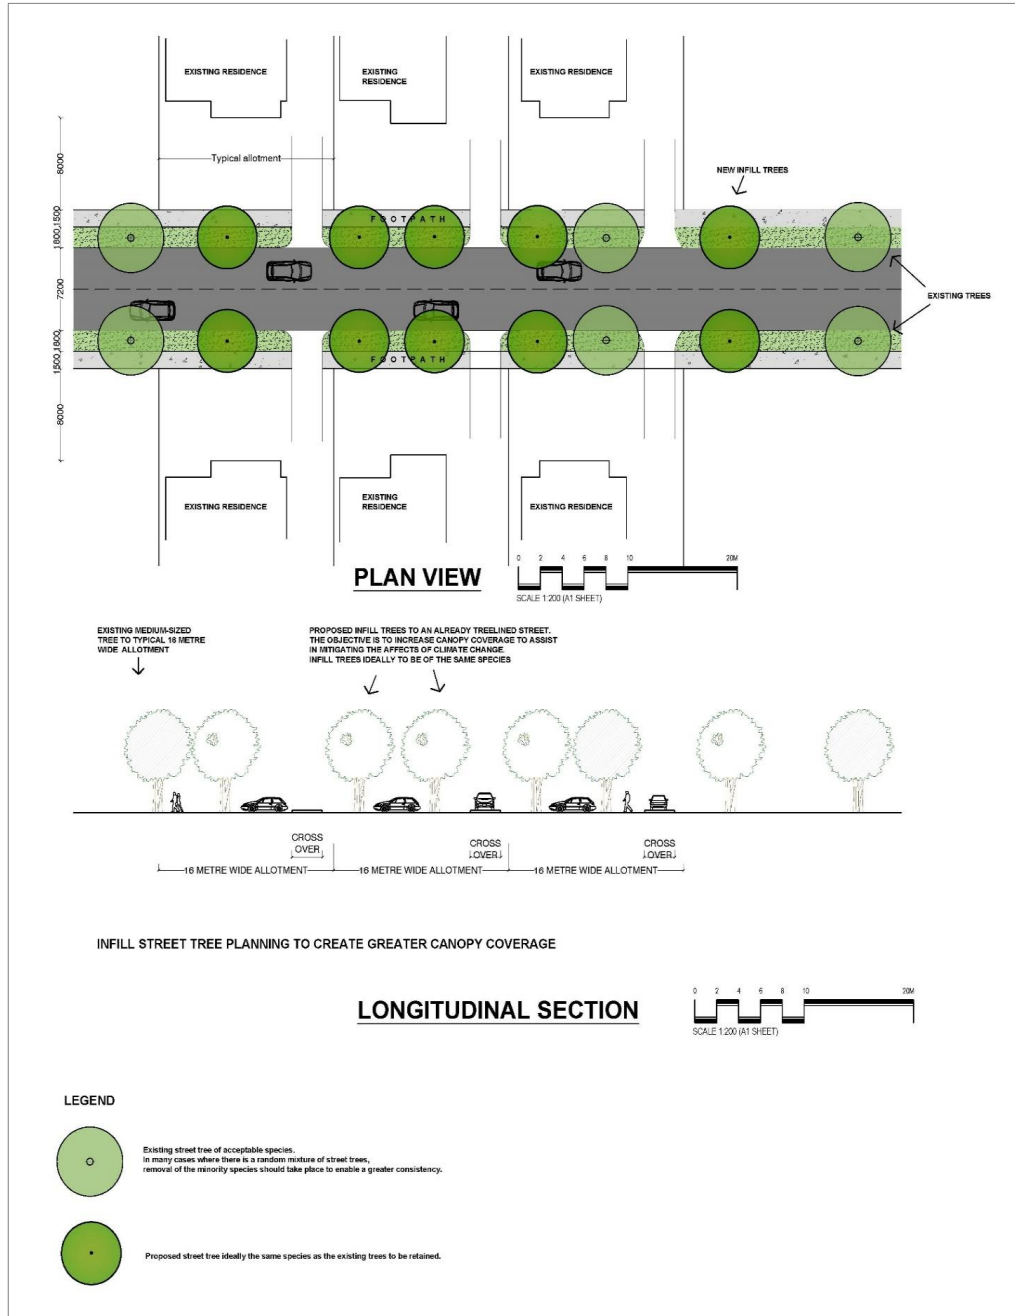 EXISTING RESIDENCE
EXISTING
RESIDENCE
EXISTING RESIDENCE
8000
Typical allotment
NEW INFILL TREES
1500
1800
FOOTPATH
7200
EXISTING TREES
1800
1500
FOOTPATH
8000
EXISTING RESIDENCE
EXISTING
RESIDENCE
EXISTING RESIDENCE
PLAN VIEW
0 2 4 6 8 10 20M
SCALE 1:200 (A1 SHEET)
EXISTING MEDIUM-SIZED
TREE TO TYPICAL 16 METRE
WIDE ALLOTMENT
PROPOSED INFILL TREES TO AN ALREADY TREELINED STREET.
THE OBJECTIVE IS TO INCREASE CANOPY COVERAGE TO ASSIST
IN MITIGATING THE AFFECTS OF CLIMATE CHANGE.
INFILL TREES IDEALLY TO BE OF THE SAME SPECIES
CROSS
OVER
CROSS
OVER
CROSS
OVER
16 METRE WIDE ALLOTMENT
16 METRE WIDE ALLOTMENT
16 METRE WIDE ALLOTMENT
INFILL STREET TREE PLANNING TO CREATE GREATER CANOPY COVERAGE
LONGITUDINAL SECTION
0 2 4 6 8 10 20M
SCALE 1:200 (A1 SHEET)
LEGEND
Existing street tree of acceptable species.
In many cases where there is a random mixture of street trees,
removal of the minority species should take place to enable a greater consistency.
Proposed street tree ideally the same species as the existing trees to be retained.